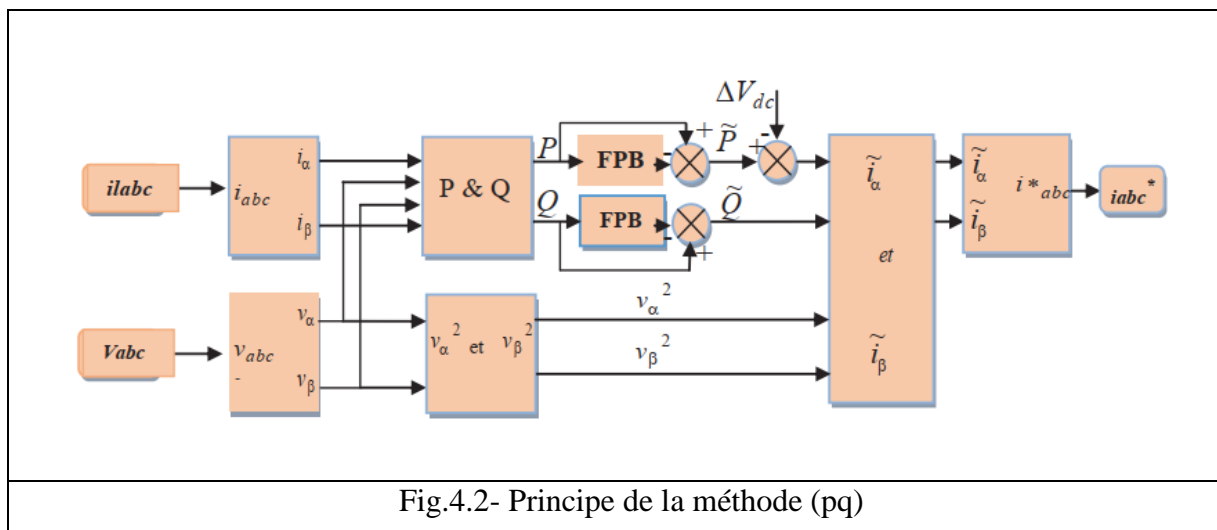 ΔV_dc
ilabc
i_abc
i_α
i_β
P & Q
P
FPB
-
+
P̃
+
-
Q
FPB
-
+
Q̃
ĩ_α
et
ĩ_β
ĩ_α
ĩ_β
i*_abc
iabc*
Vabc
v_abc
-
v_α
v_β
v_α² et v_β²
v_α²
v_β²
Fig.4.2- Principe de la méthode (pq)